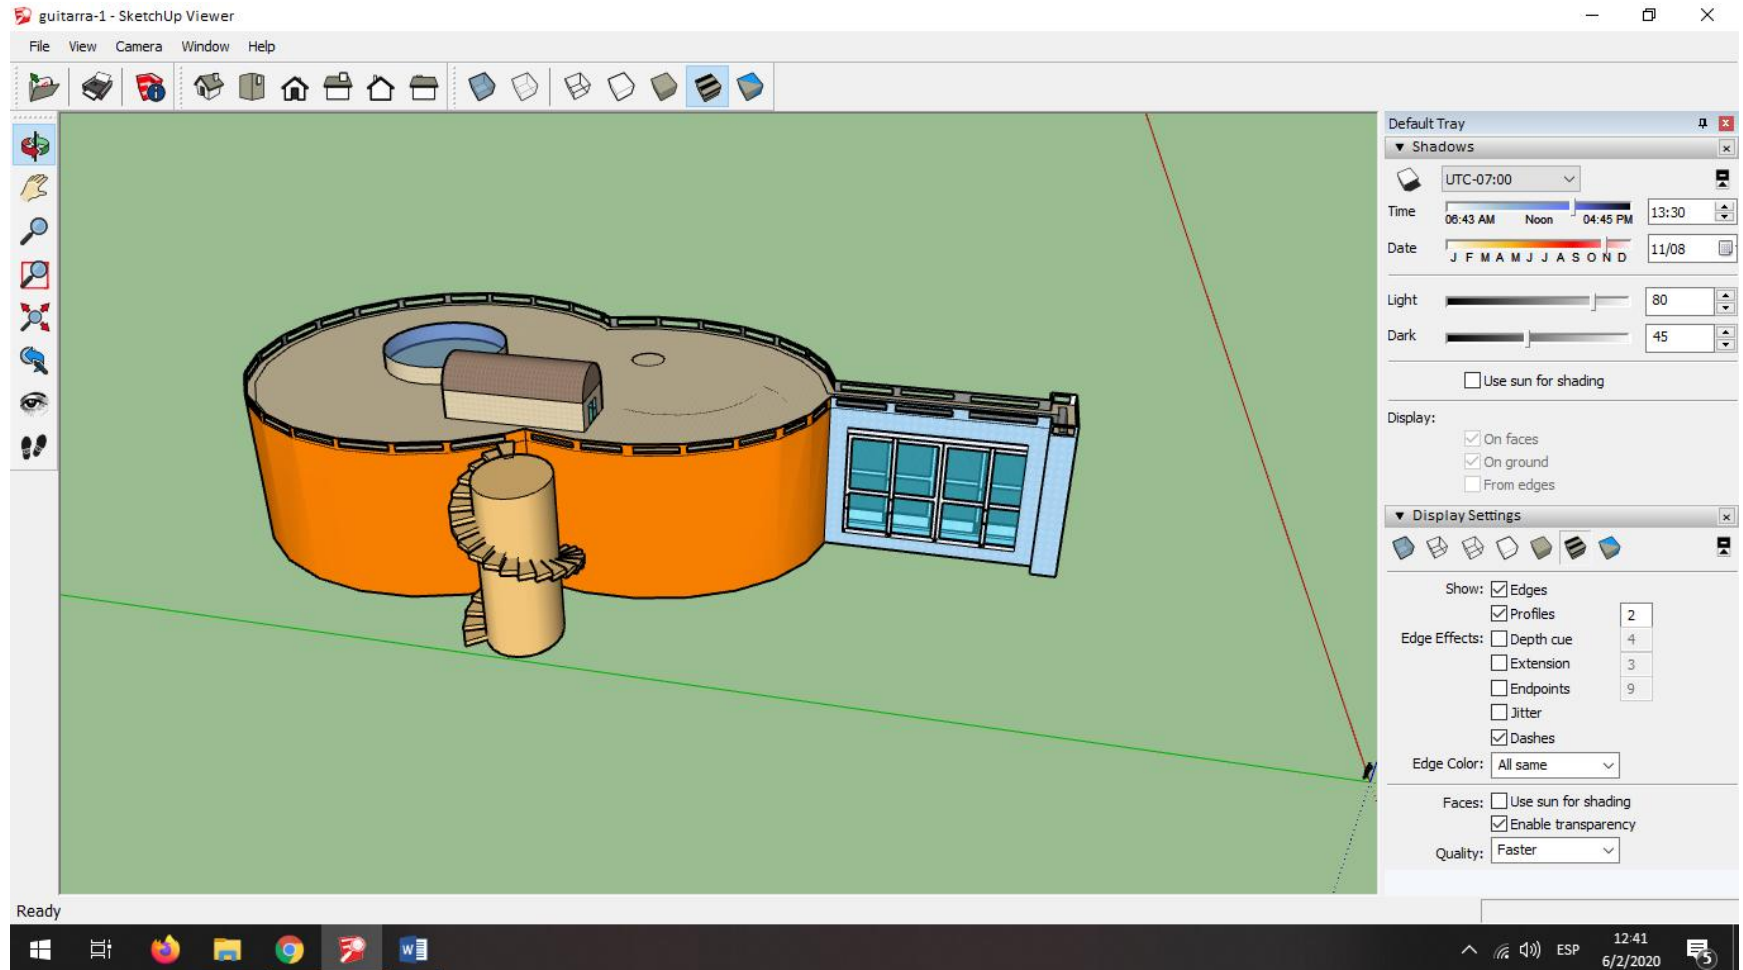 guitarra-1 - SketchUp Viewer
File View Camera Window Help
Default Tray
Shadows
UTC-07:00
Time 06:43 AM Noon 04:45 PM 13:30
Date J F M A M J J A S O N D 11/08
Light 80
Dark 45
Use sun for shading
Display:
On faces
On ground
From edges
Display Settings
Show: Edges
Profiles 2
Edge Effects: Depth cue 4
Extension 3
Endpoints 9
Jitter
Dashes
Edge Color: All same
Faces: Use sun for shading
Enable transparency
Quality: Faster
Ready
W
ESP
12:41
6/2/2020
5